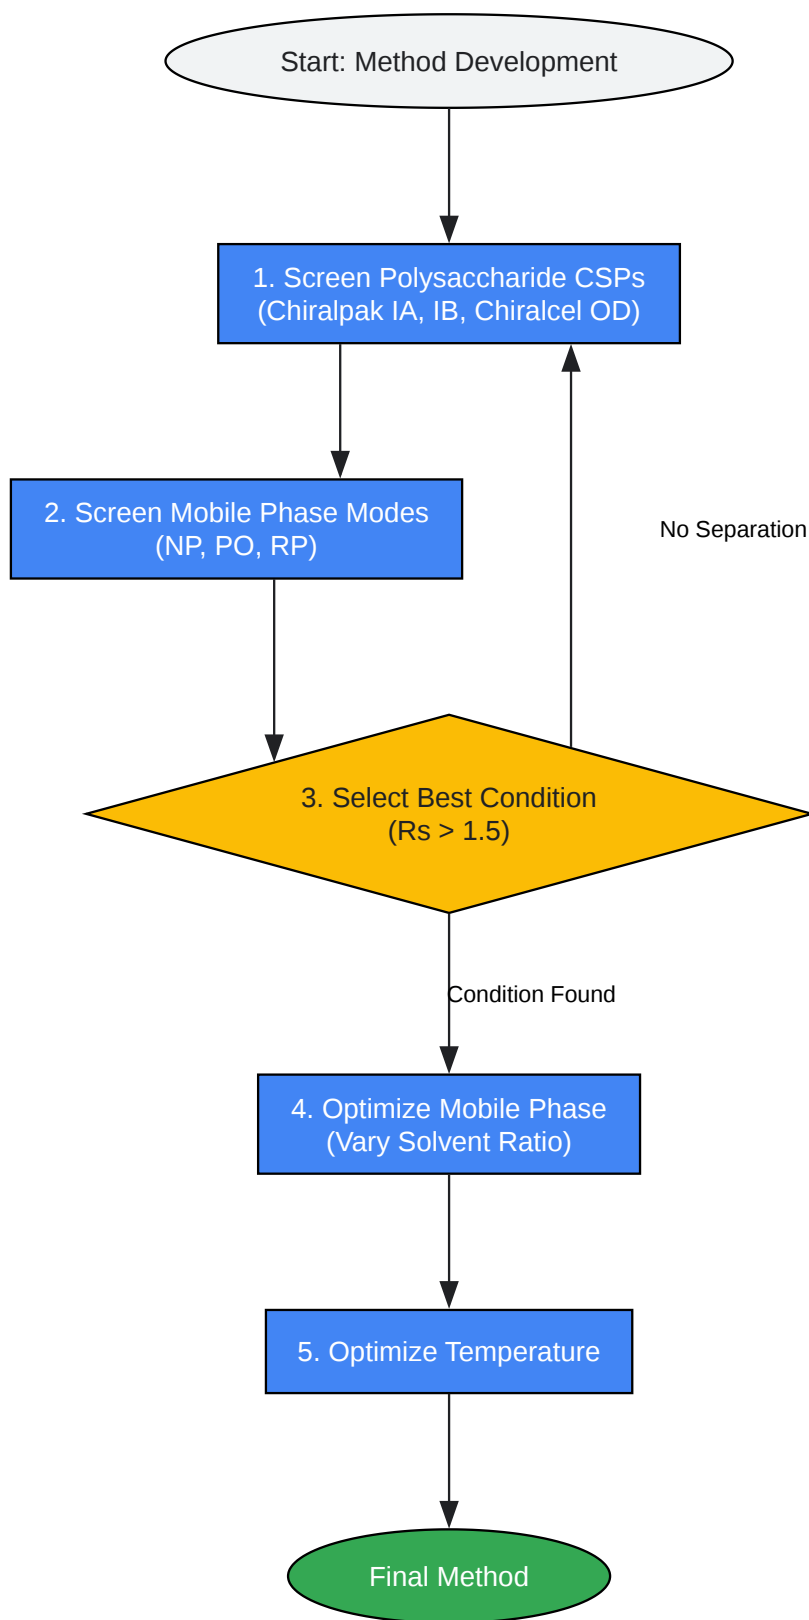 Start: Method Development
1. Screen Polysaccharide CSPs
(Chiralpak IA, IB, Chiralcel OD)
2. Screen Mobile Phase Modes
(NP, PO, RP)
No Separation
3. Select Best Condition
(Rs > 1.5)
Condition Found
4. Optimize Mobile Phase
(Vary Solvent Ratio)
5. Optimize Temperature
Final Method